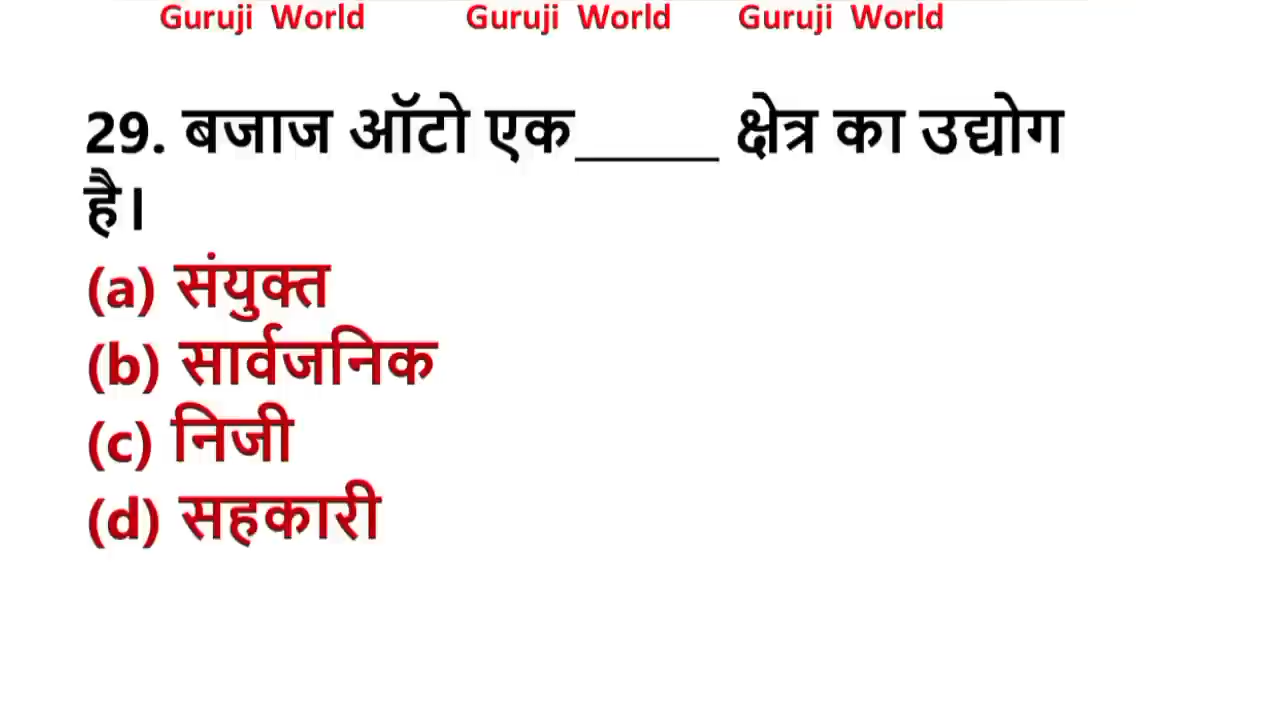 Guruji World Guruji World Guruji World
29. बजाज ऑटो एक_____ क्षेत्र का उद्योग
है।
(a) संयुक्त
(b) सार्वजनिक
(c) निजी
(d) सहकारी